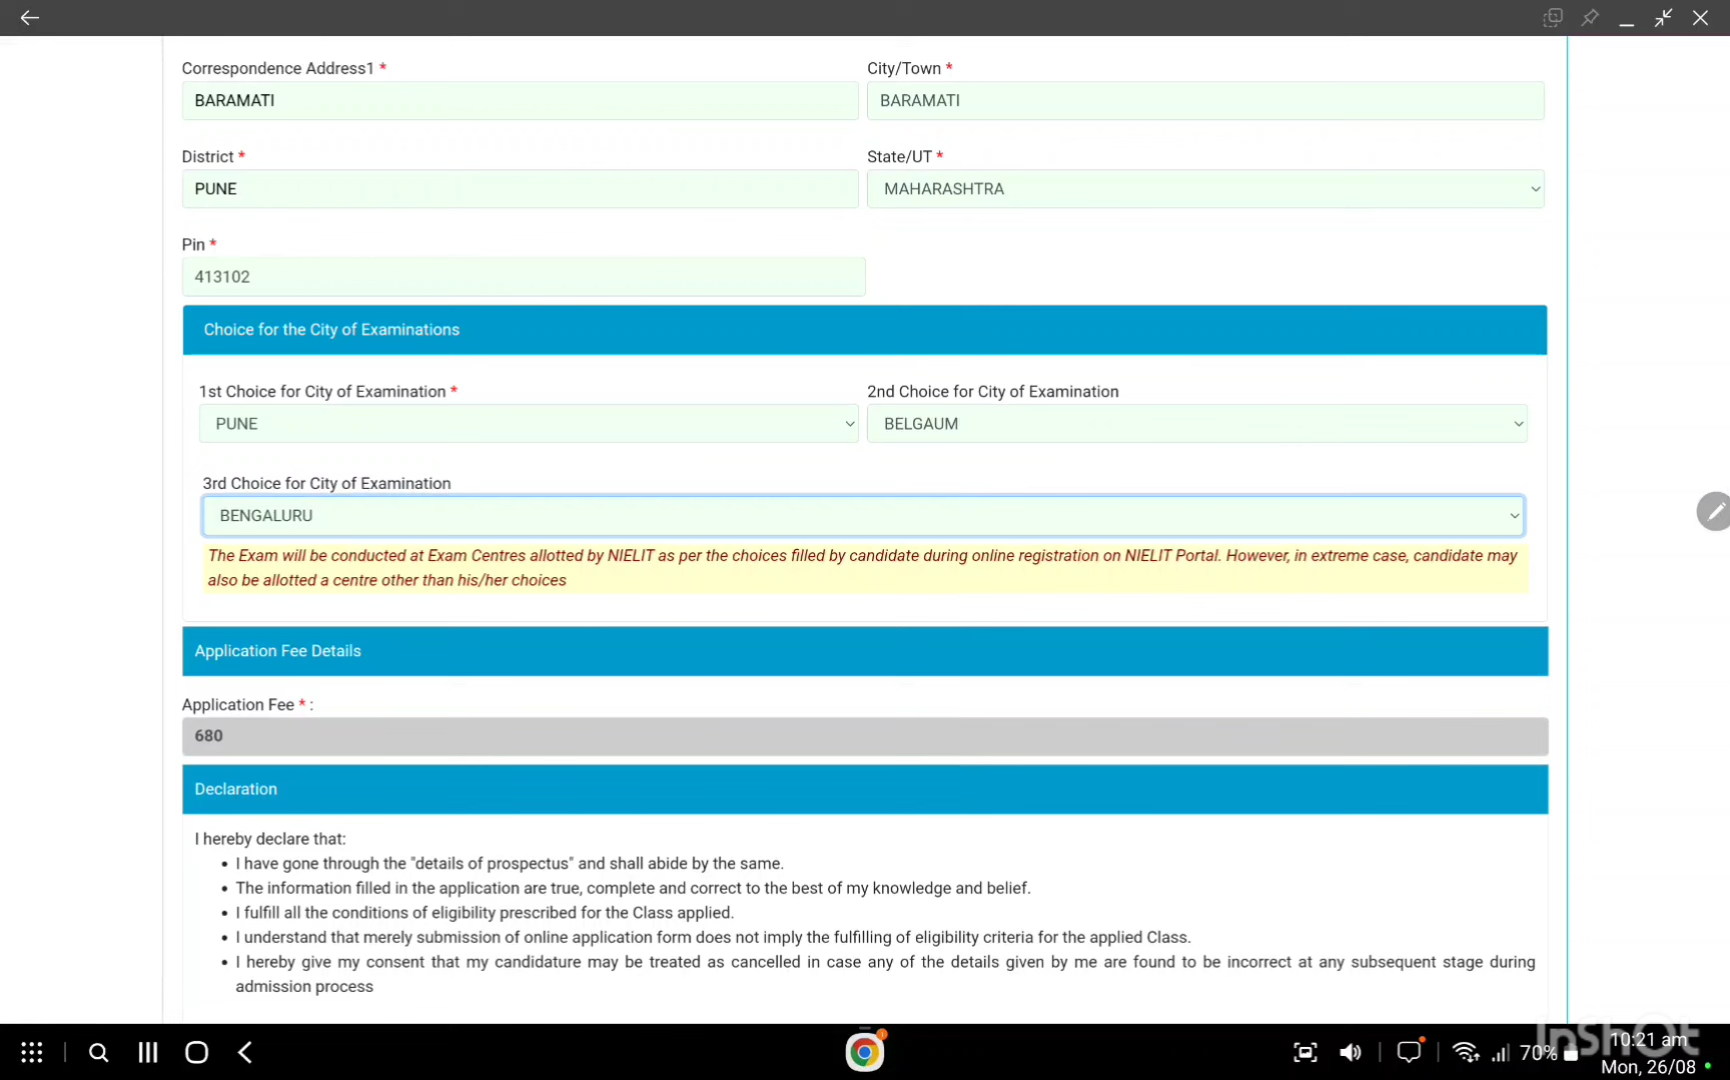 Correspondence Address1 *
City/Town *
BARAMATI
BARAMATI
District *
State/UT *
PUNE
MAHARASHTRA
Pin *
413102
Choice for the City of Examinations
1st Choice for City of Examination *
2nd Choice for City of Examination
PUNE
BELGAUM
3rd Choice for City of Examination
BENGALURU
The Exam will be conducted at Exam Centres allotted by NIELIT as per the choices filled by candidate during online registration on NIELIT Portal. However, in extreme case, candidate may
also be allotted a centre other than his/her choices
Application Fee Details
Application Fee * :
680
Declaration
I hereby declare that:
• I have gone through the "details of prospectus" and shall abide by the same.
• The information filled in the application are true, complete and correct to the best of my knowledge and belief.
• I fulfill all the conditions of eligibility prescribed for the Class applied.
• I understand that merely submission of online application form does not imply the fulfilling of eligibility criteria for the applied Class.
• I hereby give my consent that my candidature may be treated as cancelled in case any of the details given by me are found to be incorrect at any subsequent stage during
admission process
InShOt
70%
10:21 am
Mon, 26/08